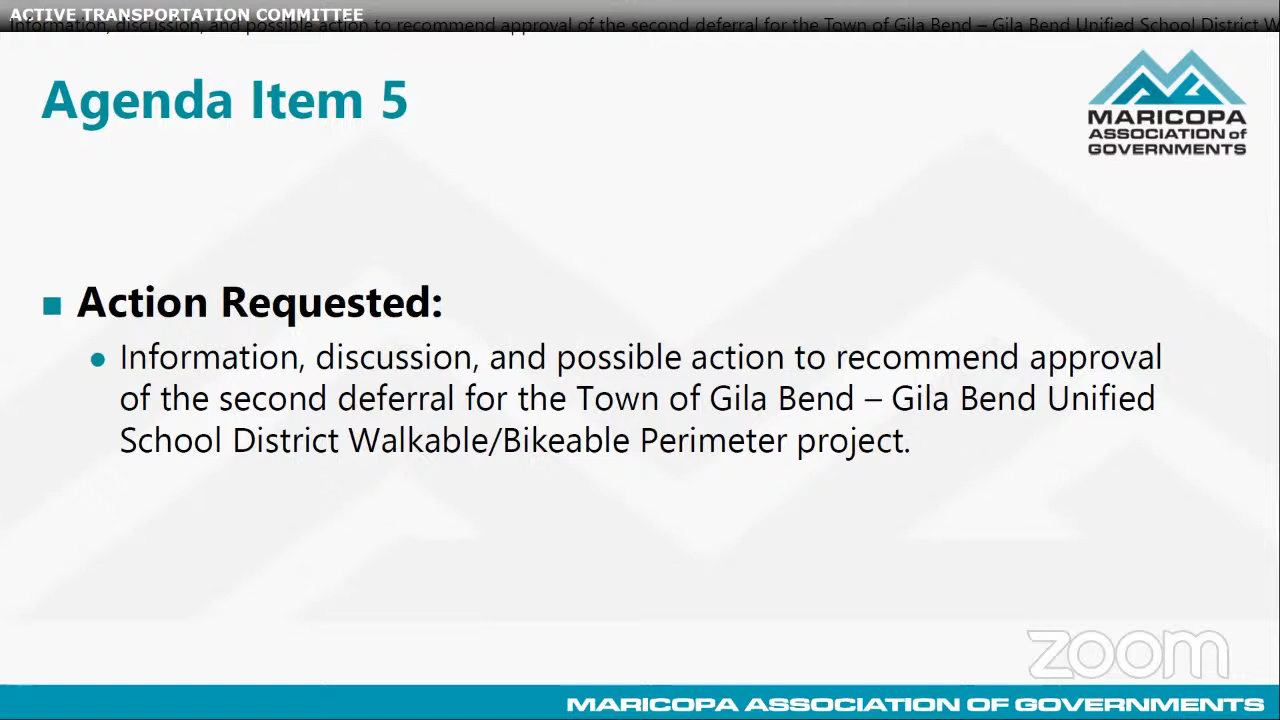 ACTIVE TRANSPORTATION COMMITTEE
Information, discussion, and possible action to recommend approval of the second deferral for the Town of Gila Bend – Gila Bend Unified School District W
Agenda Item 5
MARICOPA
ASSOCIATION of
GOVERNMENTS
Action Requested:
Information, discussion, and possible action to recommend approval
of the second deferral for the Town of Gila Bend – Gila Bend Unified
School District Walkable/Bikeable Perimeter project.
zoom
MARICOPA ASSOCIATION OF GOVERNMENTS